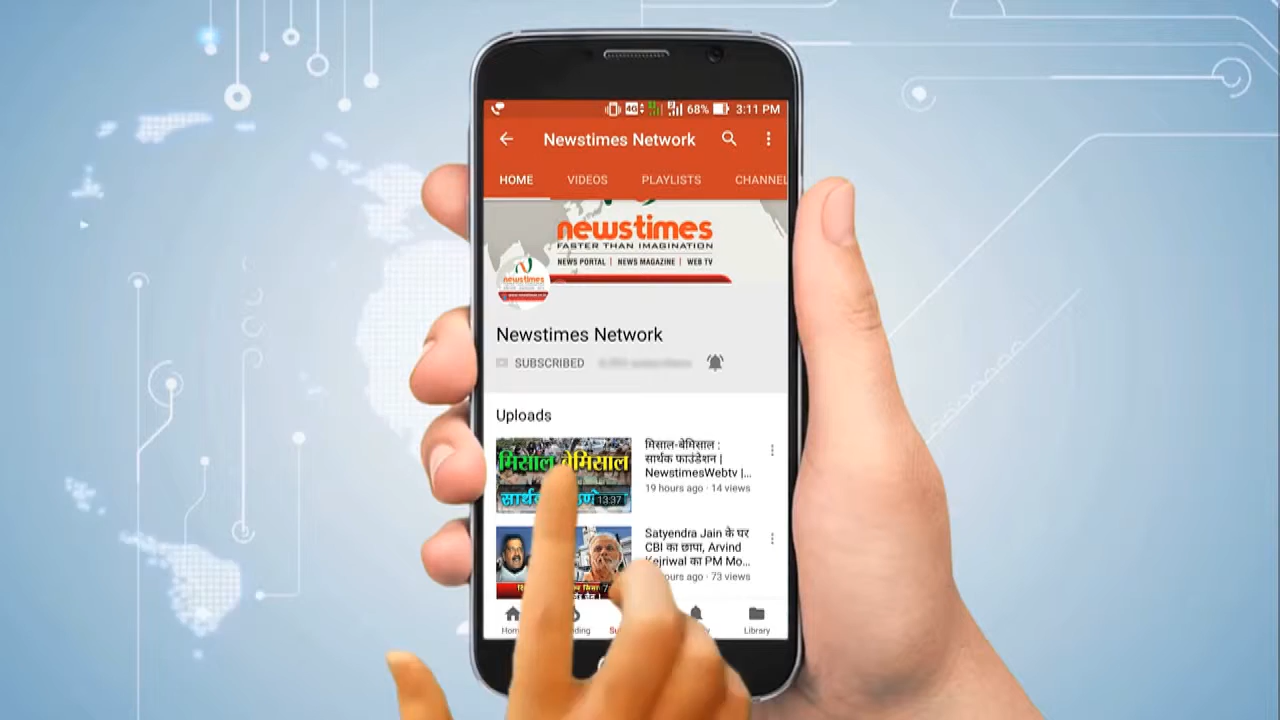 4G 68% 3:11 PM
Newstimes Network
HOME VIDEOS PLAYLISTS CHANNEL
newstimes
FASTER THAN IMAGINATION
NEWS PORTAL | NEWS MAGAZINE | WEB TV
newstimes
Newstimes Network
SUBSCRIBED
Uploads
मिसाल-बेमिसाल :
सार्थक फाउंडेशन |
NewstimesWebtv |...
19 hours ago · 14 views
मिसाल बेमिसाल
13:37
Satyendra Jain के घर
CBI का छापा, Arvind
Kejriwal का PM Mo...
ours ago · 73 views
Library